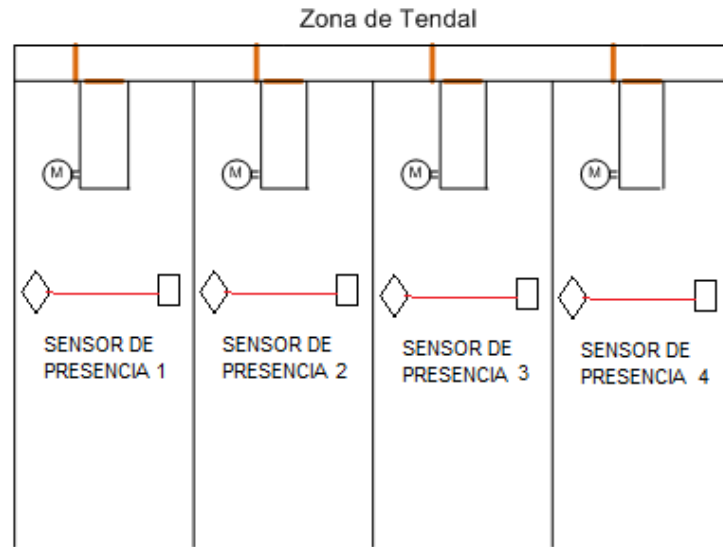 Zona de Tendal
M
M
M
M
SENSOR DE
PRESENCIA 1
SENSOR DE
PRESENCIA 2
SENSOR DE
PRESENCIA 3
SENSOR DE
PRESENCIA 4